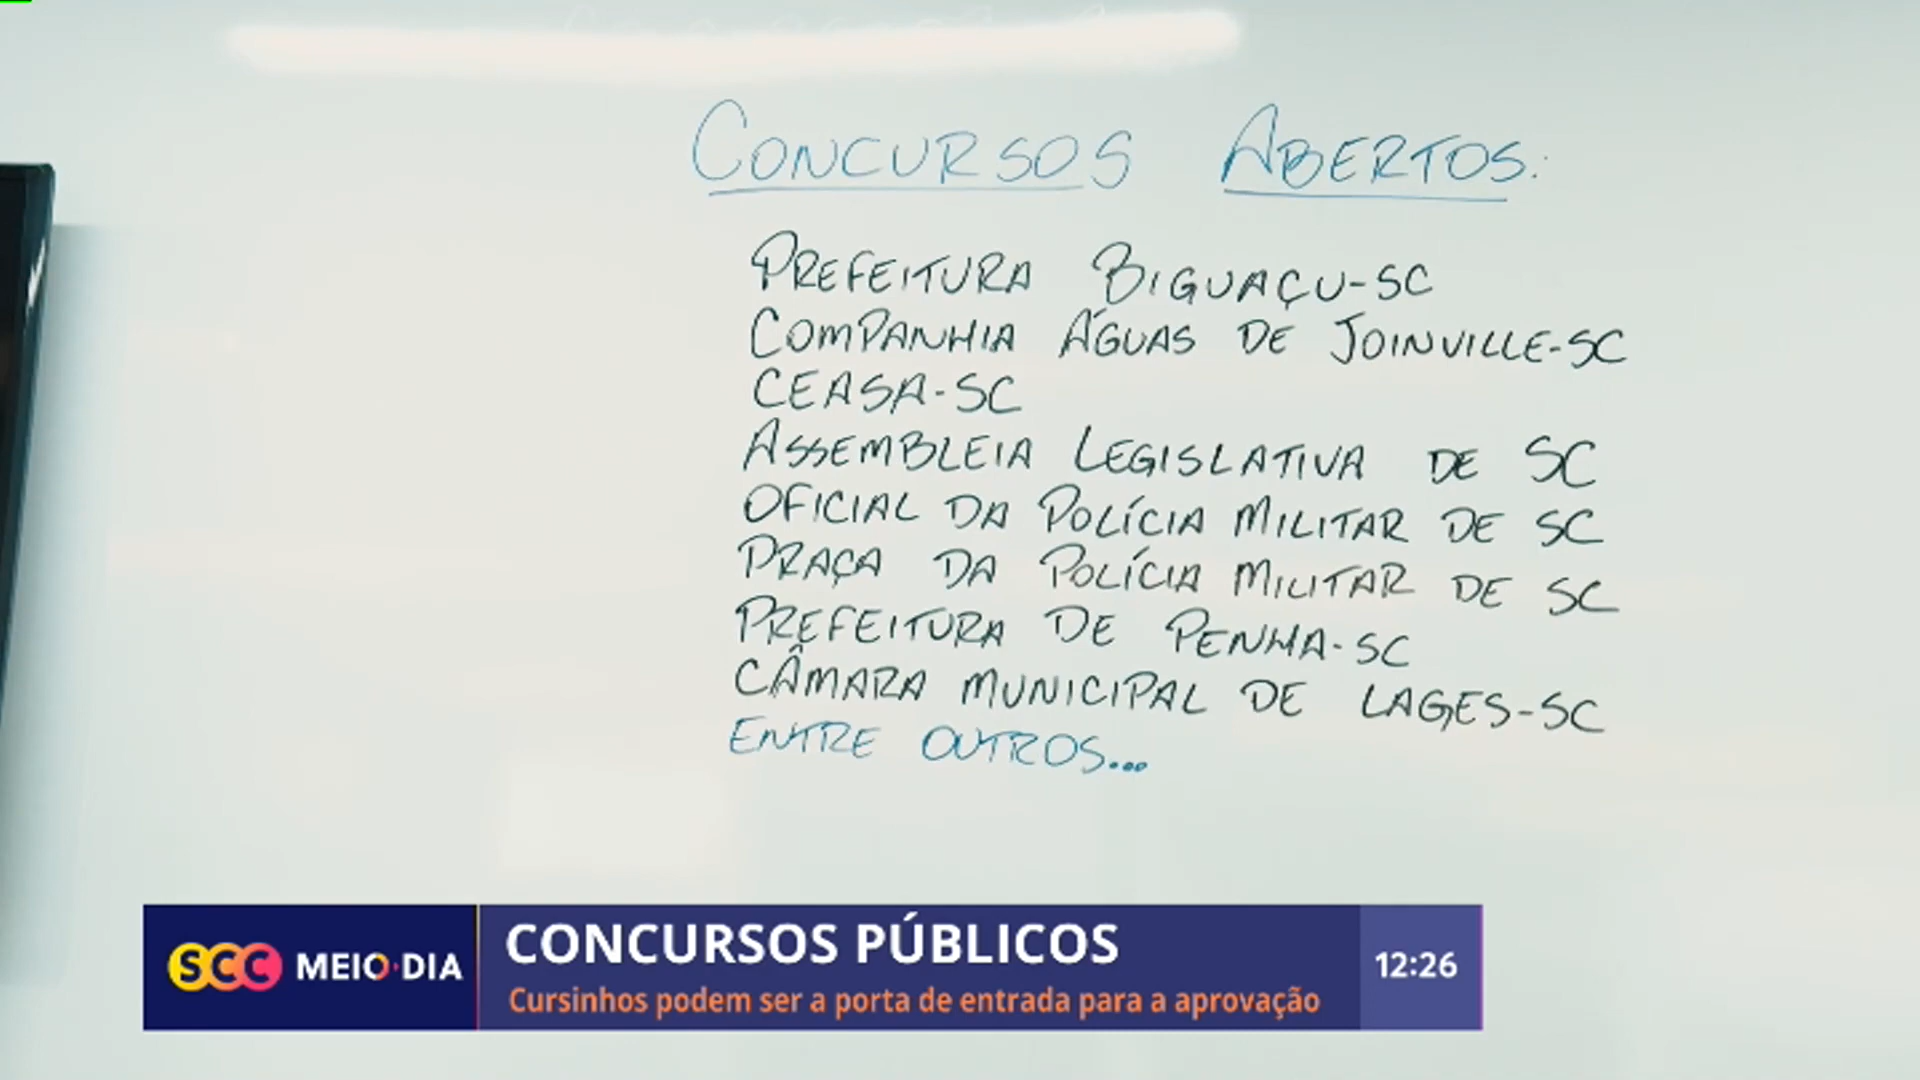 CONCURSOS ABERTOS:
PREFEITURA BIGUAÇU-SC
COMPANHIA ÁGUAS DE JOINVILLE-SC
CEASA-SC
ASSEMBLEIA LEGISLATIVA DE SC
OFICIAL DA POLÍCIA MILITAR DE SC
PRAÇA DA POLÍCIA MILITAR DE SC
PREFEITURA DE PENHA-SC
CÂMARA MUNICIPAL DE LAGES-SC
ENTRE OUTROS...
SCC MEIO-DIA
CONCURSOS PÚBLICOS
Cursinhos podem ser a porta de entrada para a aprovação
12:26